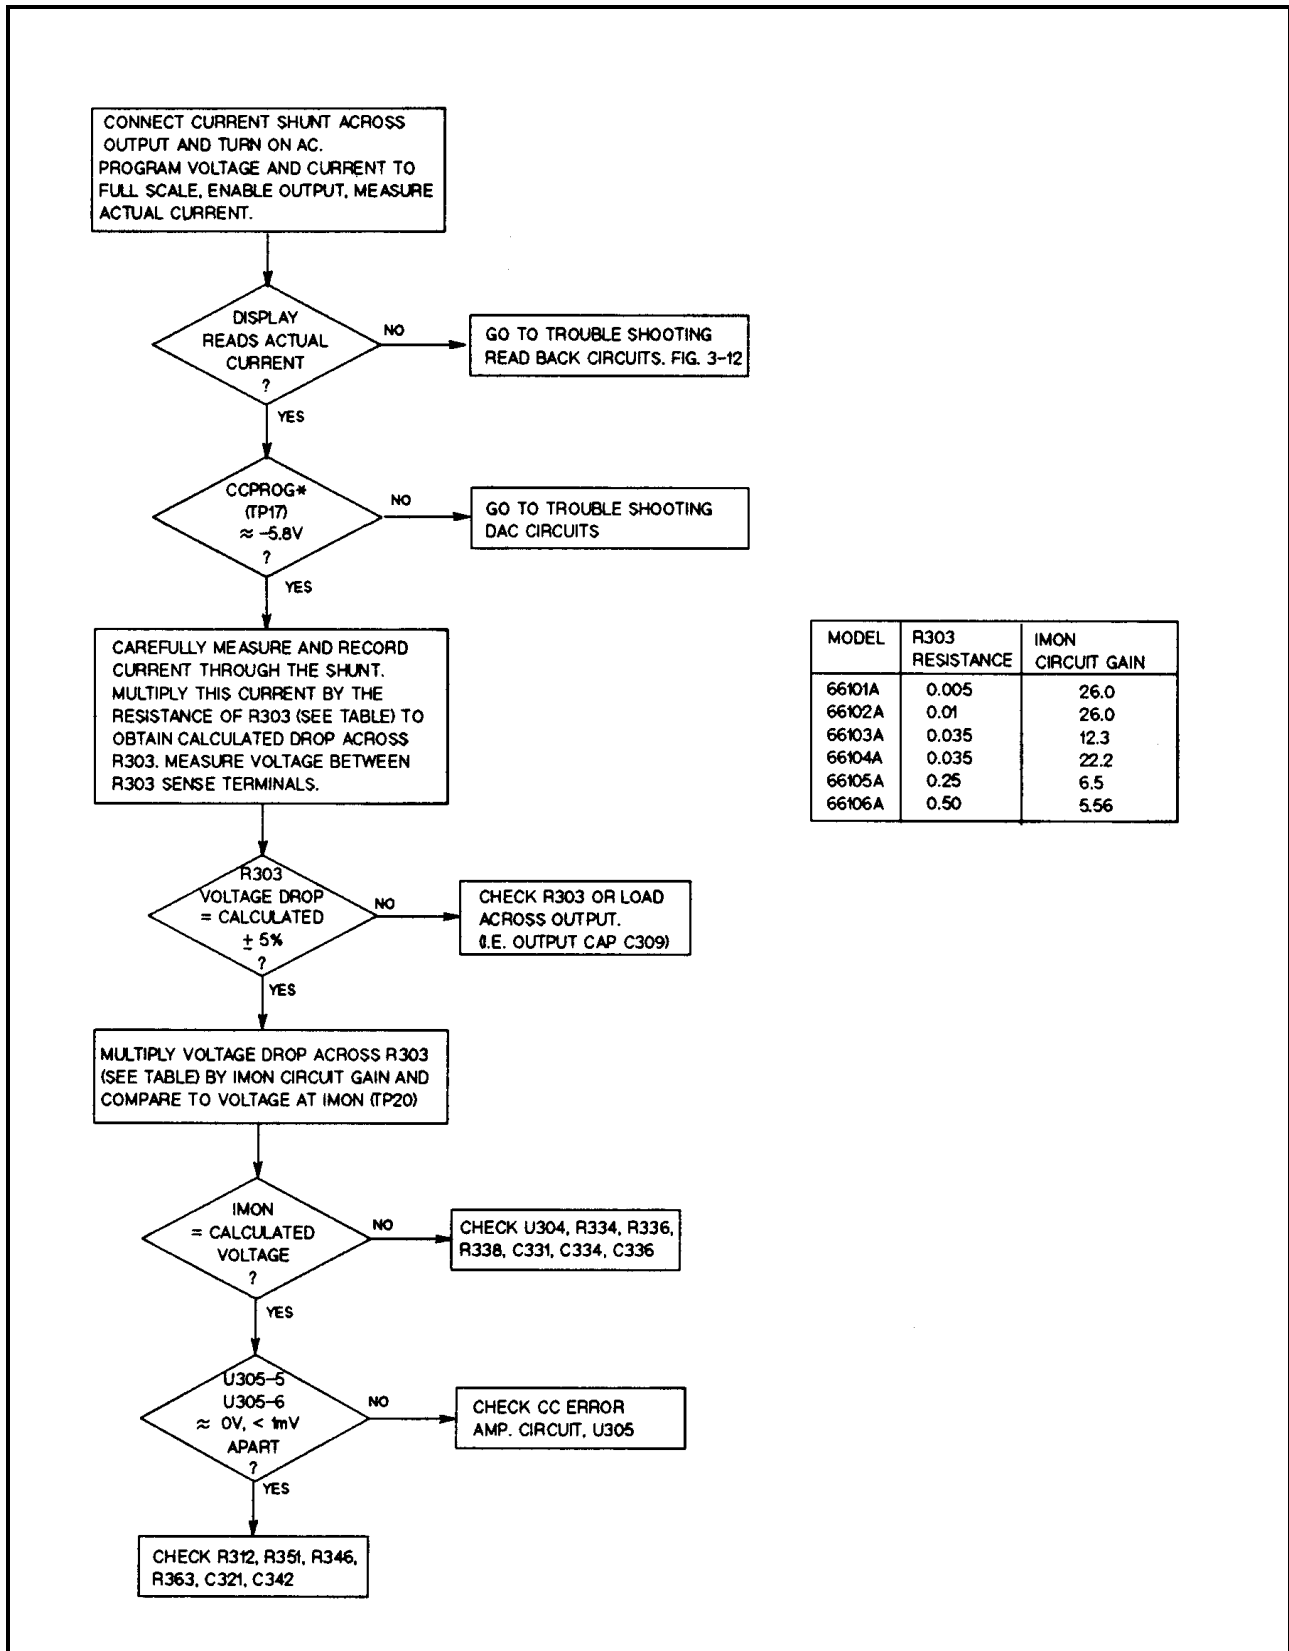 CONNECT CURRENT SHUNT ACROSS
OUTPUT AND TURN ON AC.
PROGRAM VOLTAGE AND CURRENT TO
FULL SCALE, ENABLE OUTPUT, MEASURE
ACTUAL CURRENT.
DISPLAY
READS ACTUAL
CURRENT
?
NO
GO TO TROUBLE SHOOTING
READ BACK CIRCUITS. FIG. 3-12
YES
CCPROG*
(TP17)
≈ -5.8V
?
NO
GO TO TROUBLE SHOOTING
DAC CIRCUITS
YES
CAREFULLY MEASURE AND RECORD
CURRENT THROUGH THE SHUNT.
MULTIPLY THIS CURRENT BY THE
RESISTANCE OF R303 (SEE TABLE) TO
OBTAIN CALCULATED DROP ACROSS
R303. MEASURE VOLTAGE BETWEEN
R303 SENSE TERMINALS.
MODEL R303 IMON
RESISTANCE CIRCUIT GAIN
66101A 0.005 26.0
66102A 0.01 26.0
66103A 0.035 12.3
66104A 0.035 22.2
66105A 0.25 6.5
66106A 0.50 5.56
R303
VOLTAGE DROP
= CALCULATED
± 5%
?
NO
CHECK R303 OR LOAD
ACROSS OUTPUT.
(I.E. OUTPUT CAP C309)
YES
MULTIPLY VOLTAGE DROP ACROSS R303
(SEE TABLE) BY IMON CIRCUIT GAIN AND
COMPARE TO VOLTAGE AT IMON (TP20)
IMON
= CALCULATED
VOLTAGE
?
NO
CHECK U304, R334, R336,
R338, C331, C334, C336
YES
U305-5
U305-6
≈ 0V, < 1mV
APART
?
NO
CHECK CC ERROR
AMP. CIRCUIT, U305
YES
CHECK R312, R351, R346,
R363, C321, C342